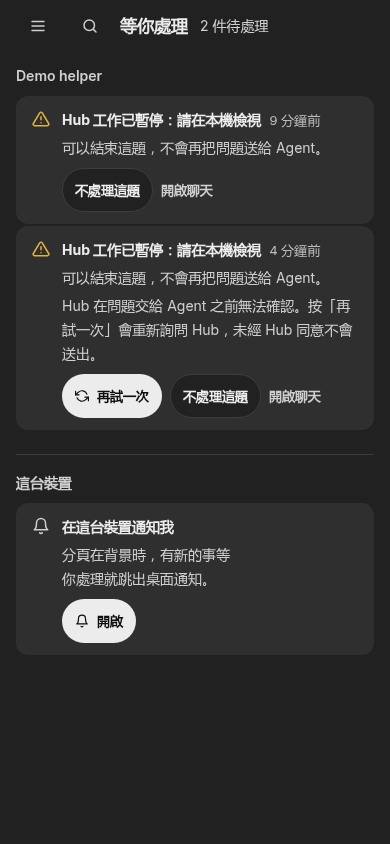 等你處理 2 件待處理
Demo helper
Hub 工作已暫停：請在本機檢視 9 分鐘前
可以結束這題，不會再把問題送給 Agent。
不處理這題 開啟聊天
Hub 工作已暫停：請在本機檢視 4 分鐘前
可以結束這題，不會再把問題送給 Agent。
Hub 在問題交給 Agent 之前無法確認。按「再
試一次」會重新詢問 Hub，未經 Hub 同意不會
送出。
再試一次 不處理這題 開啟聊天
這台裝置
在這台裝置通知我
分頁在背景時，有新的事等
你處理就跳出桌面通知。
開啟